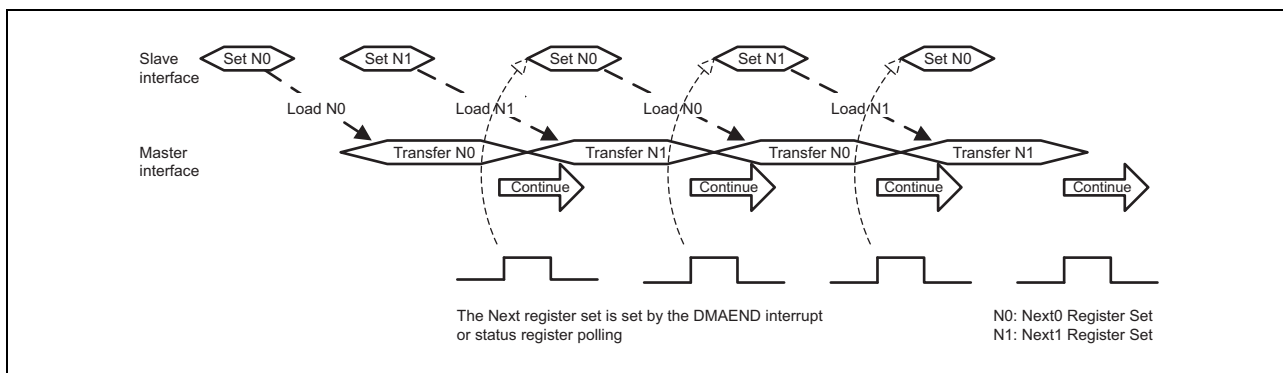 Slave
interface
Set N0
Set N1
Set N0
Set N1
Set N0
Load N0
Load N1
Load N0
Load N1
Master
interface
Transfer N0
Transfer N1
Transfer N0
Transfer N1
Continue
Continue
Continue
Continue
The Next register set is set by the DMAEND interrupt
or status register polling
N0: Next0 Register Set
N1: Next1 Register Set